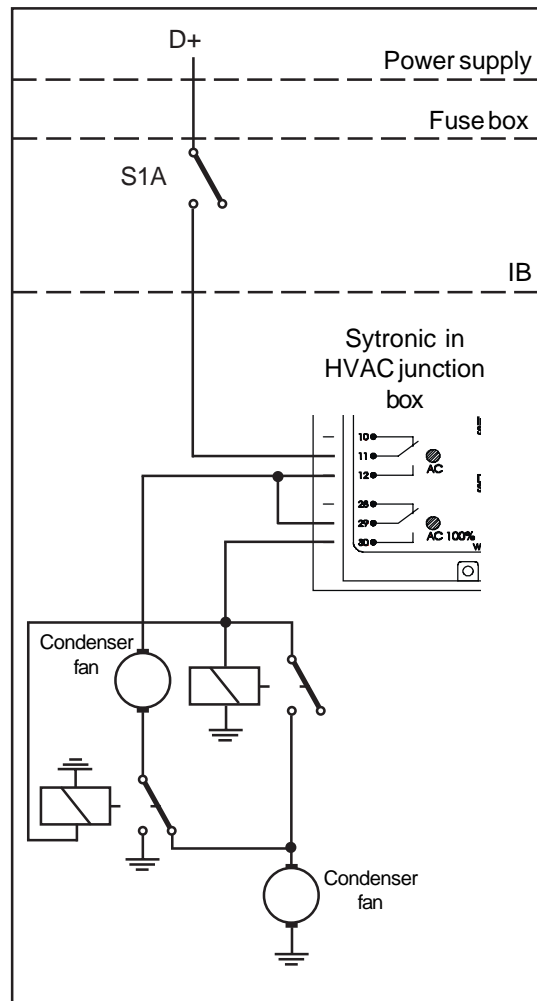 D+
Power supply
Fuse box
S1A
IB
Sytronic in
HVAC junction
box
10
11
12
AC
28
29
AC 100%
30
W
Condenser
fan
Condenser
fan